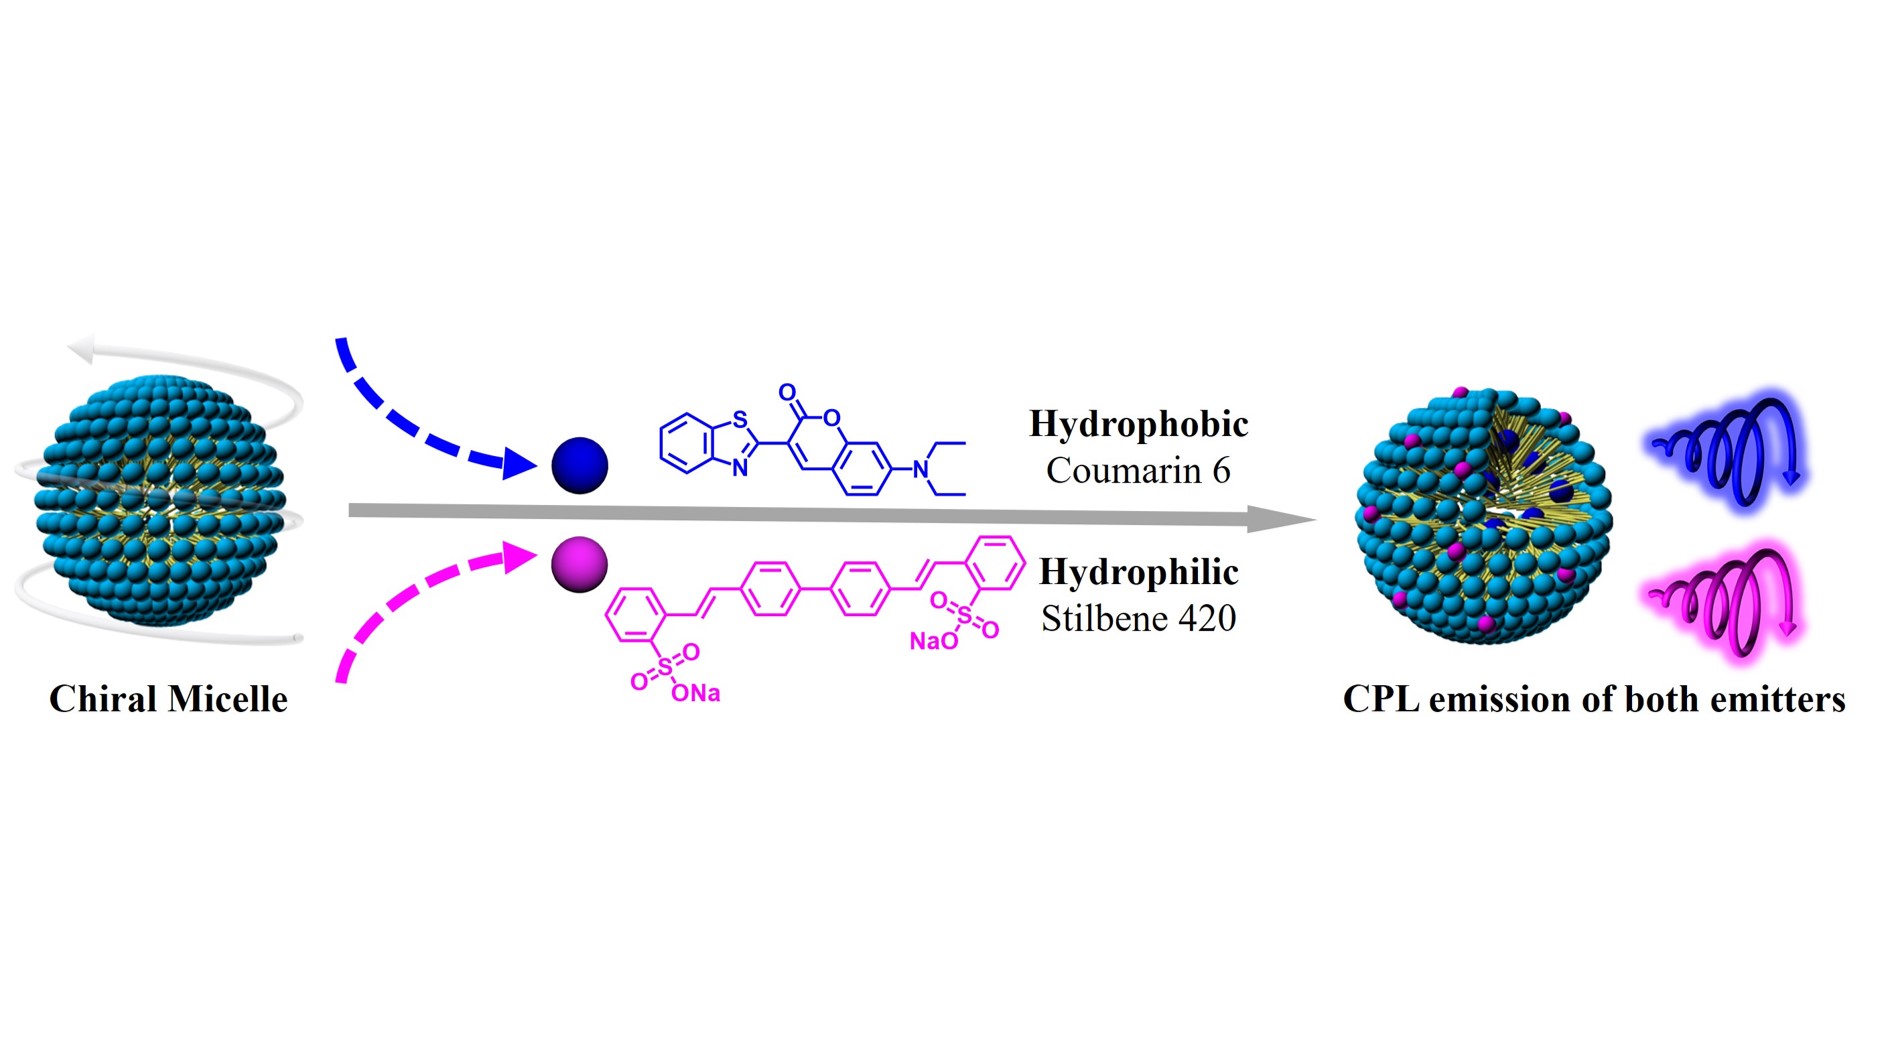 O
S
O
N
N
Hydrophobic
Coumarin 6
Hydrophilic
Stilbene 420
O
S
O
NaO
O
S
O
ONa
Chiral Micelle
CPL emission of both emitters